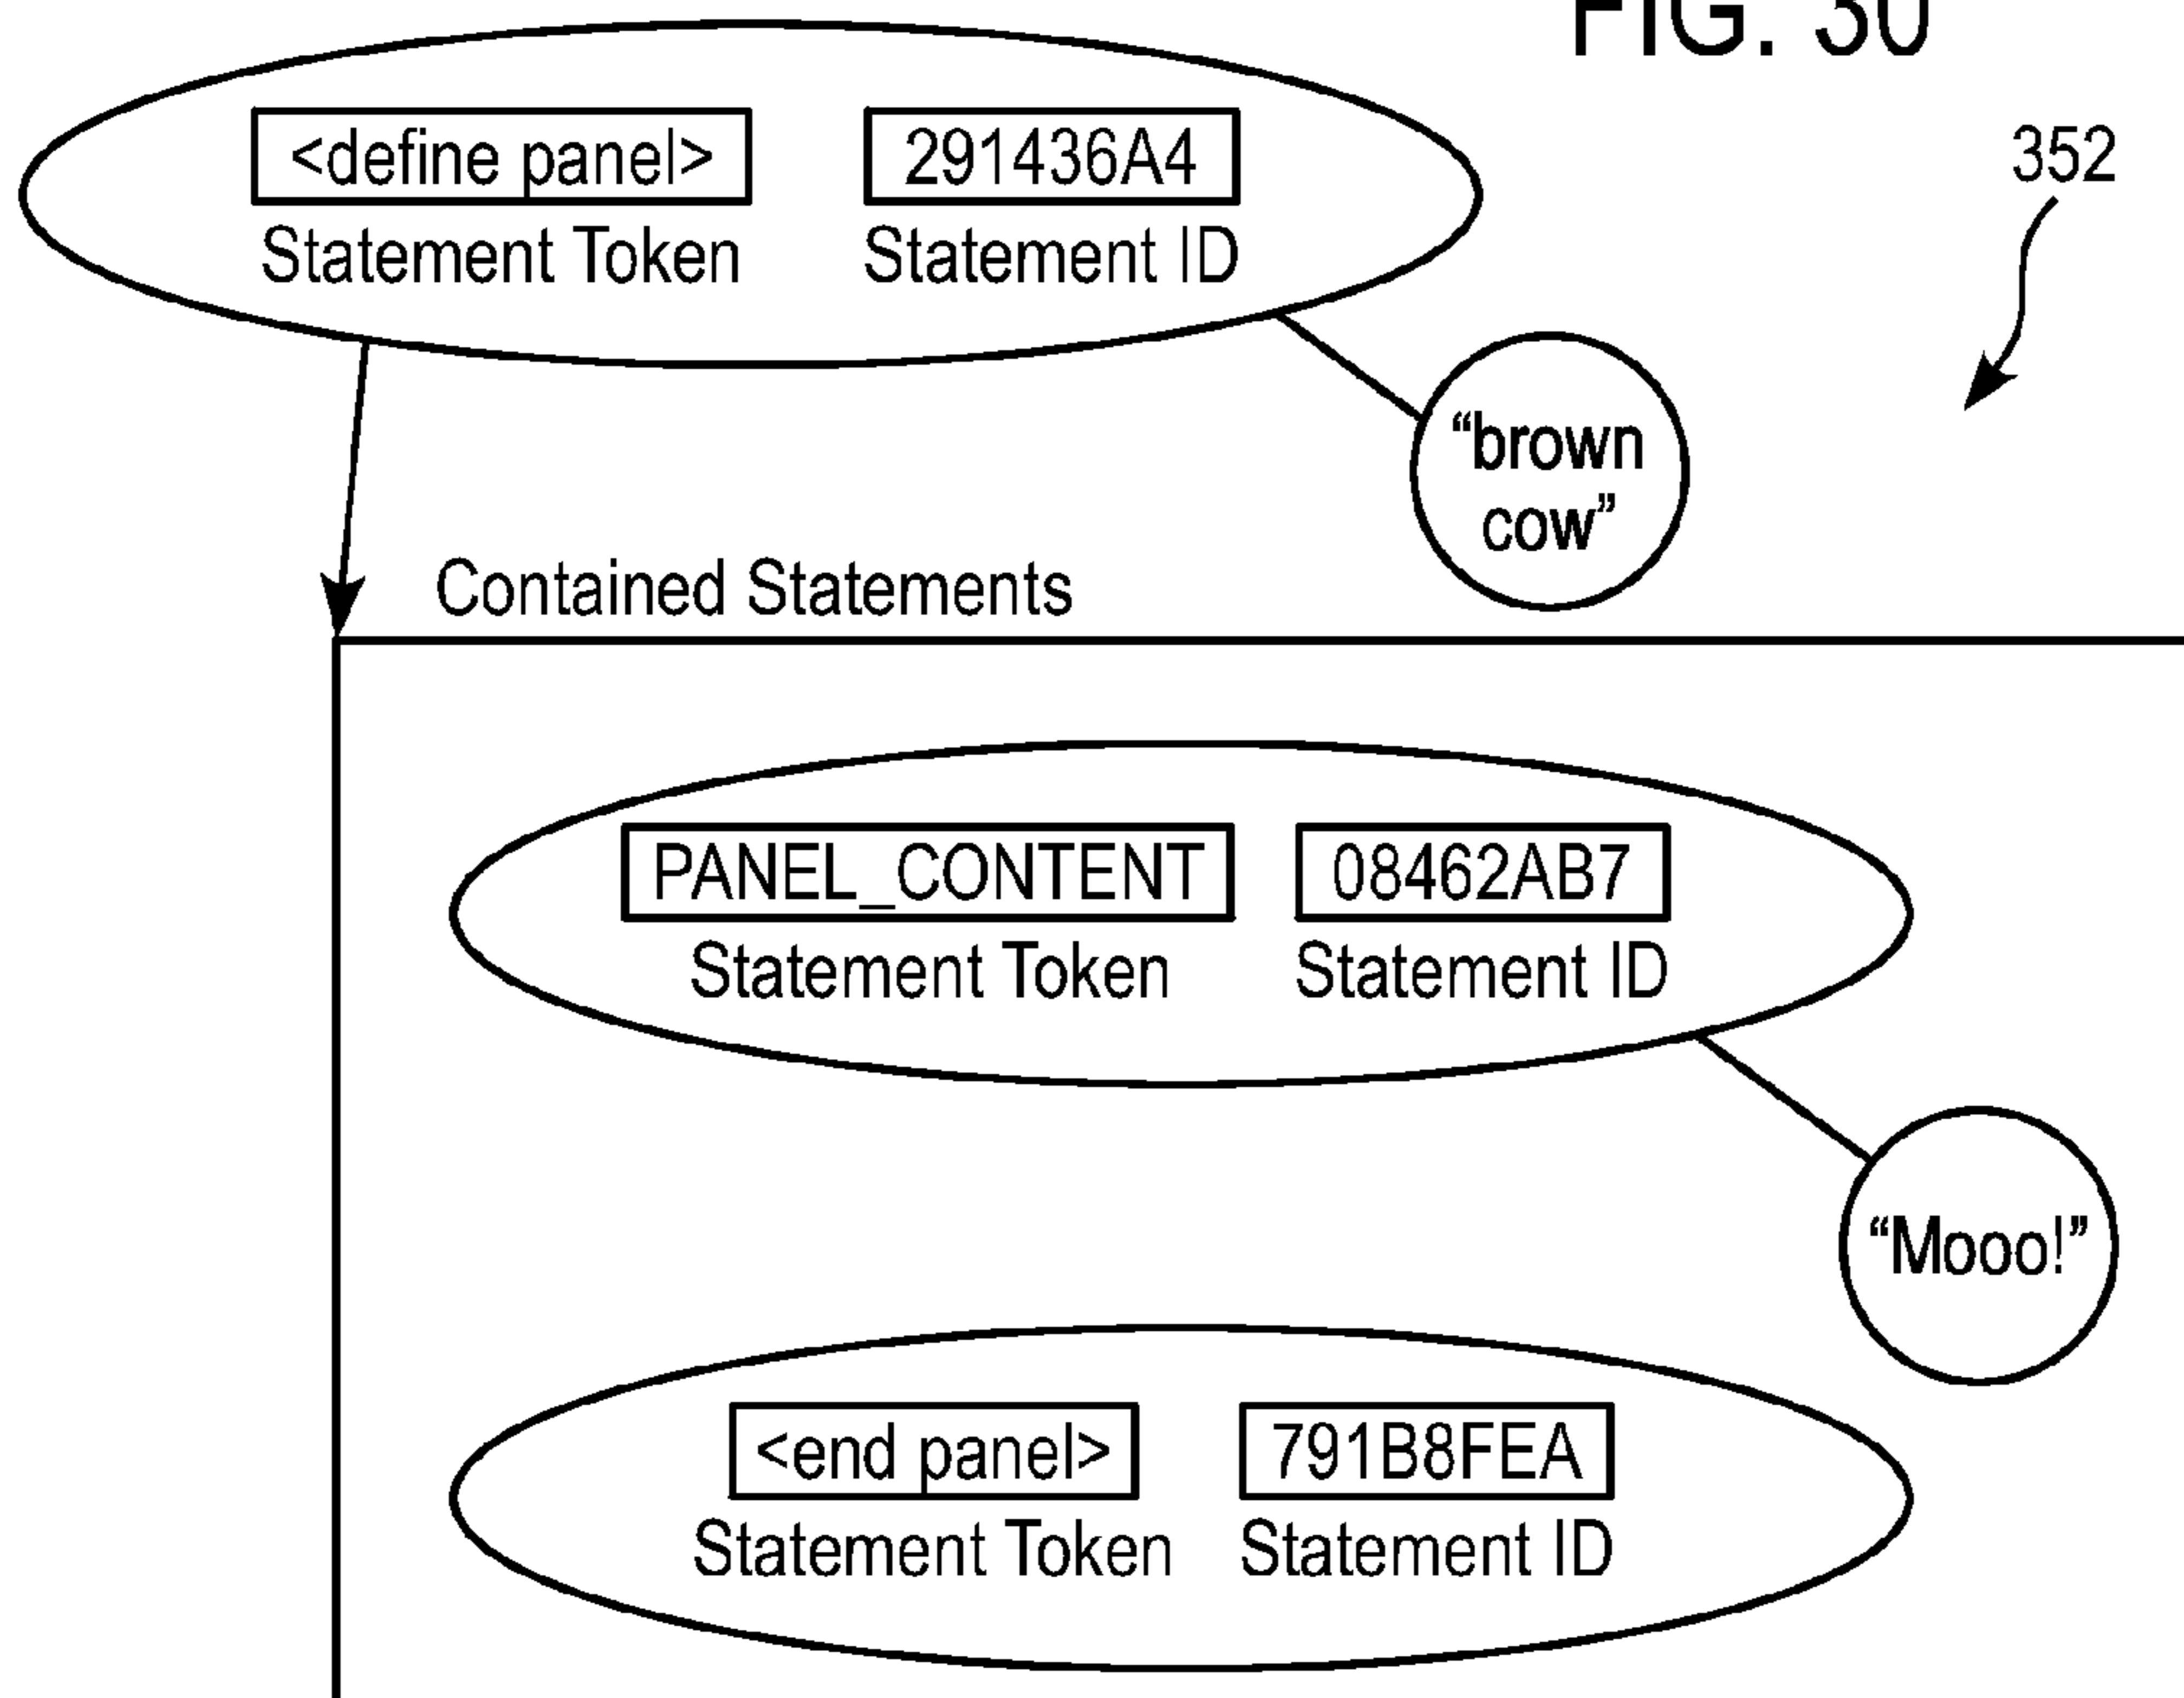 FIG. 30
<define panel> 291436A4
Statement Token Statement ID
352
“brown
cow”
Contained Statements
PANEL_CONTENT 08462AB7
Statement Token Statement ID
“Mooo!”
<end panel> 791B8FEA
Statement Token Statement ID